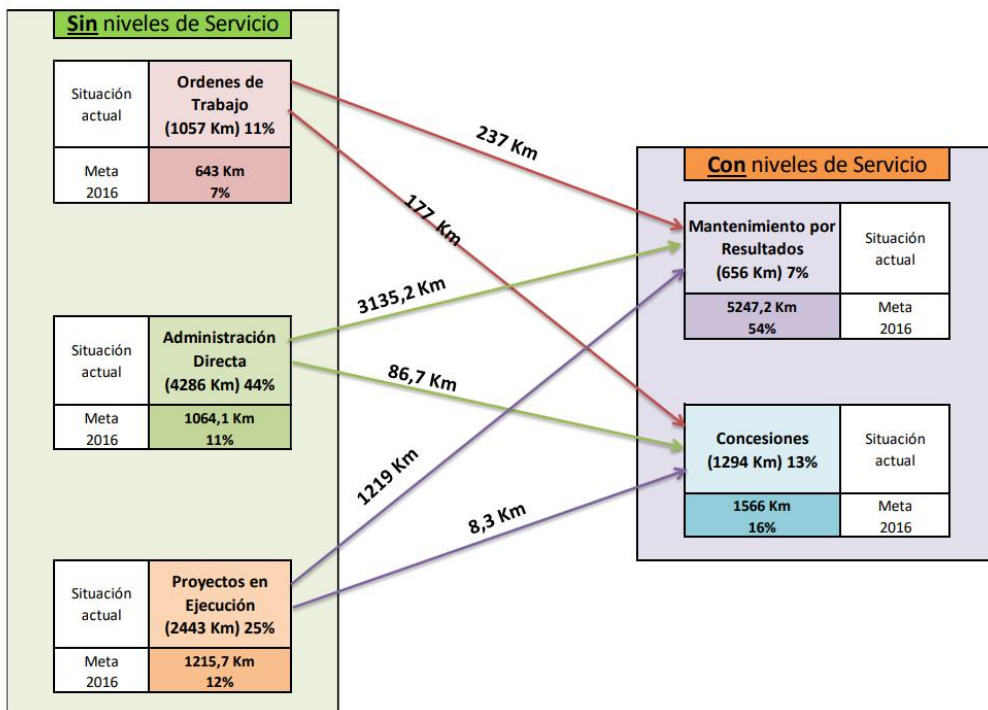 Sin niveles de Servicio
Situación
actual
Ordenes de
Trabajo
(1057 Km) 11%
Meta
2016
643 Km
7%
Situación
actual
Administración
Directa
(4286 Km) 44%
Meta
2016
1064,1 Km
11%
Situación
actual
Proyectos en
Ejecución
(2443 Km) 25%
Meta
2016
1215,7 Km
12%
237 Km
177 Km
3135,2 Km
86,7 Km
1219 Km
8,3 Km
Con niveles de Servicio
Mantenimiento por
Resultados
(656 Km) 7%
Situación
actual
5247,2 Km
54%
Meta
2016
Concesiones
(1294 Km) 13%
Situación
actual
1566 Km
16%
Meta
2016